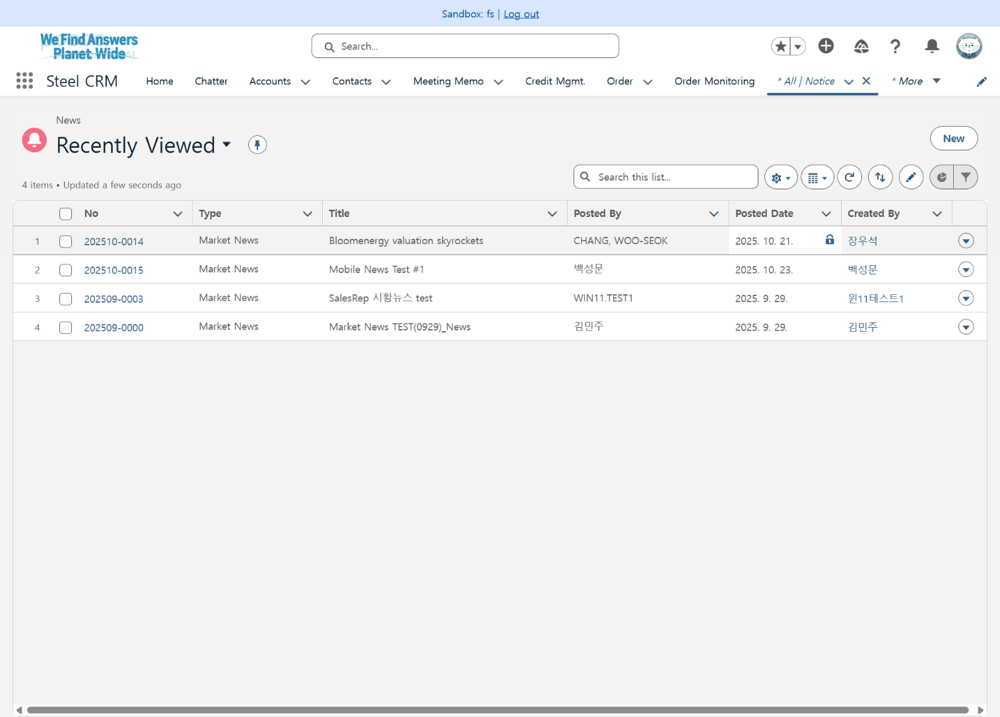 Sandbox: fs | Log out
We Find Answers
Planet Wide
Search...
Steel CRM Home Chatter Accounts Contacts Meeting Memo Credit Mgmt. Order Order Monitoring * All | Notice * More
News
Recently Viewed
New
4 items • Updated a few seconds ago
Search this list...
No Type Title Posted By Posted Date Created By
1 202510-0014 Market News Bloomenergy valuation skyrockets CHANG, WOO-SEOK 2025. 10. 21. 장우석
2 202510-0015 Market News Mobile News Test #1 백성문 2025. 10. 23. 백성문
3 202509-0003 Market News SalesRep 시황뉴스 test WIN11.TEST1 2025. 9. 29. 윈11테스트1
4 202509-0000 Market News Market News TEST(0929)_News 김민주 2025. 9. 29. 김민주